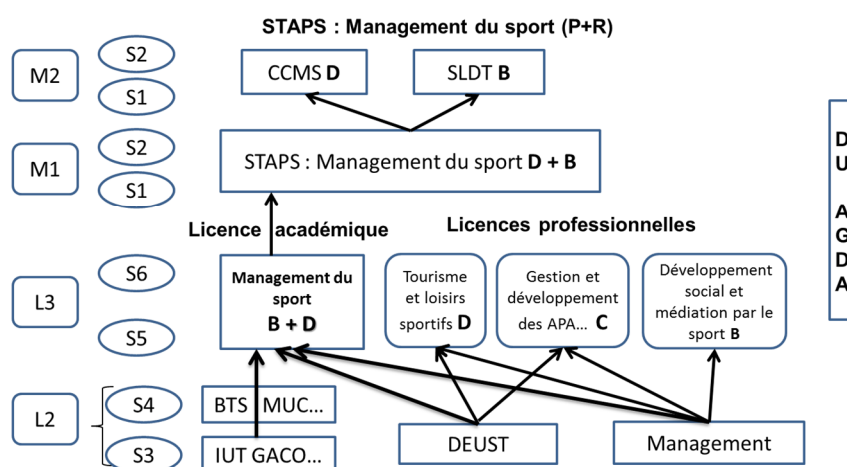 STAPS : Management du sport (P+R)
M2
S2
S1
CCMS D
SLDT B
M1
S2
S1
STAPS : Management du sport D + B
D
U
A
G
D
A
Licence académique
Licences professionnelles
L3
S6
S5
Management du
sport
B + D
Tourisme
et loisirs
sportifs D
Gestion et
développement
des APA... C
Développement
social et
médiation par le
sport B
L2
S4
S3
BTS MUC...
IUT GACO...
DEUST
Management